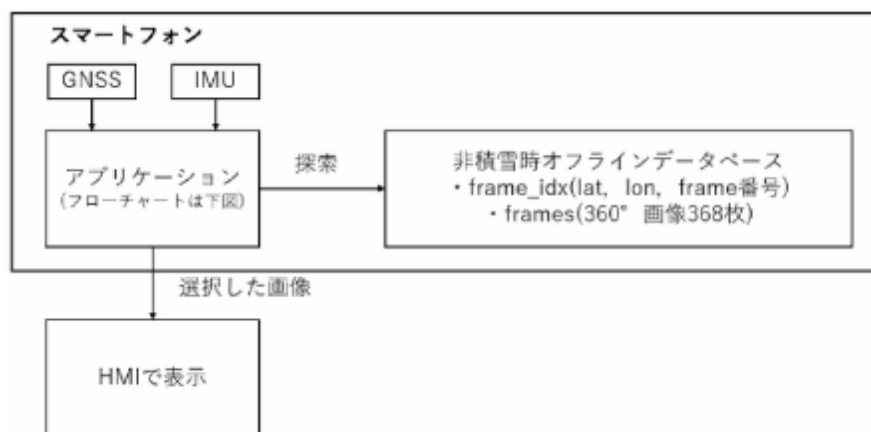 スマートフォン
GNSS
IMU
アプリケーション
(フローチャートは下図)
探索
非積雪時オフラインデータベース
・frame_idx(lat, lon, frame番号)
・frames(360° 画像368枚)
選択した画像
HMIで表示